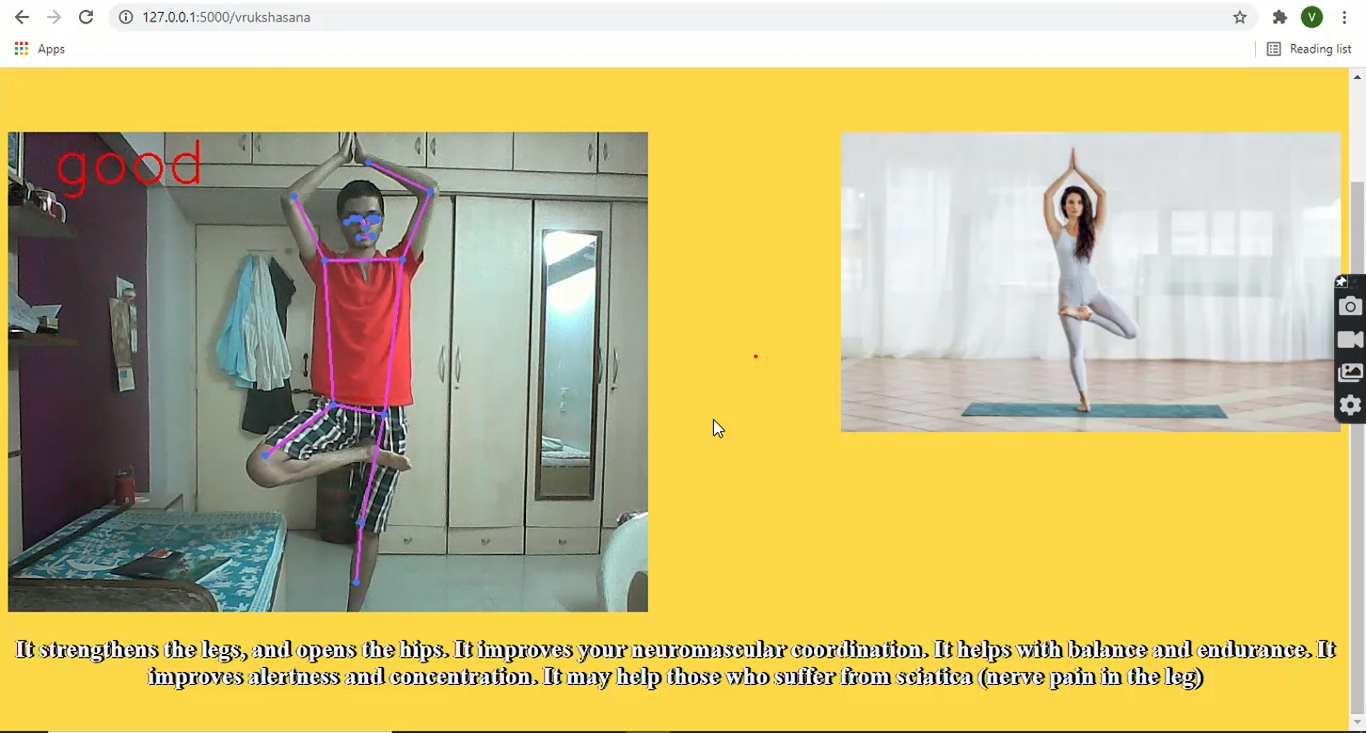 127.0.0.1:5000/vrukshasana
V
Apps
Reading list
good
It strengthens the legs, and opens the hips. It improves your neuromascular coordination. It helps with balance and endurance. It
improves alertness and concentration. It may help those who suffer from sciatica (nerve pain in the leg)